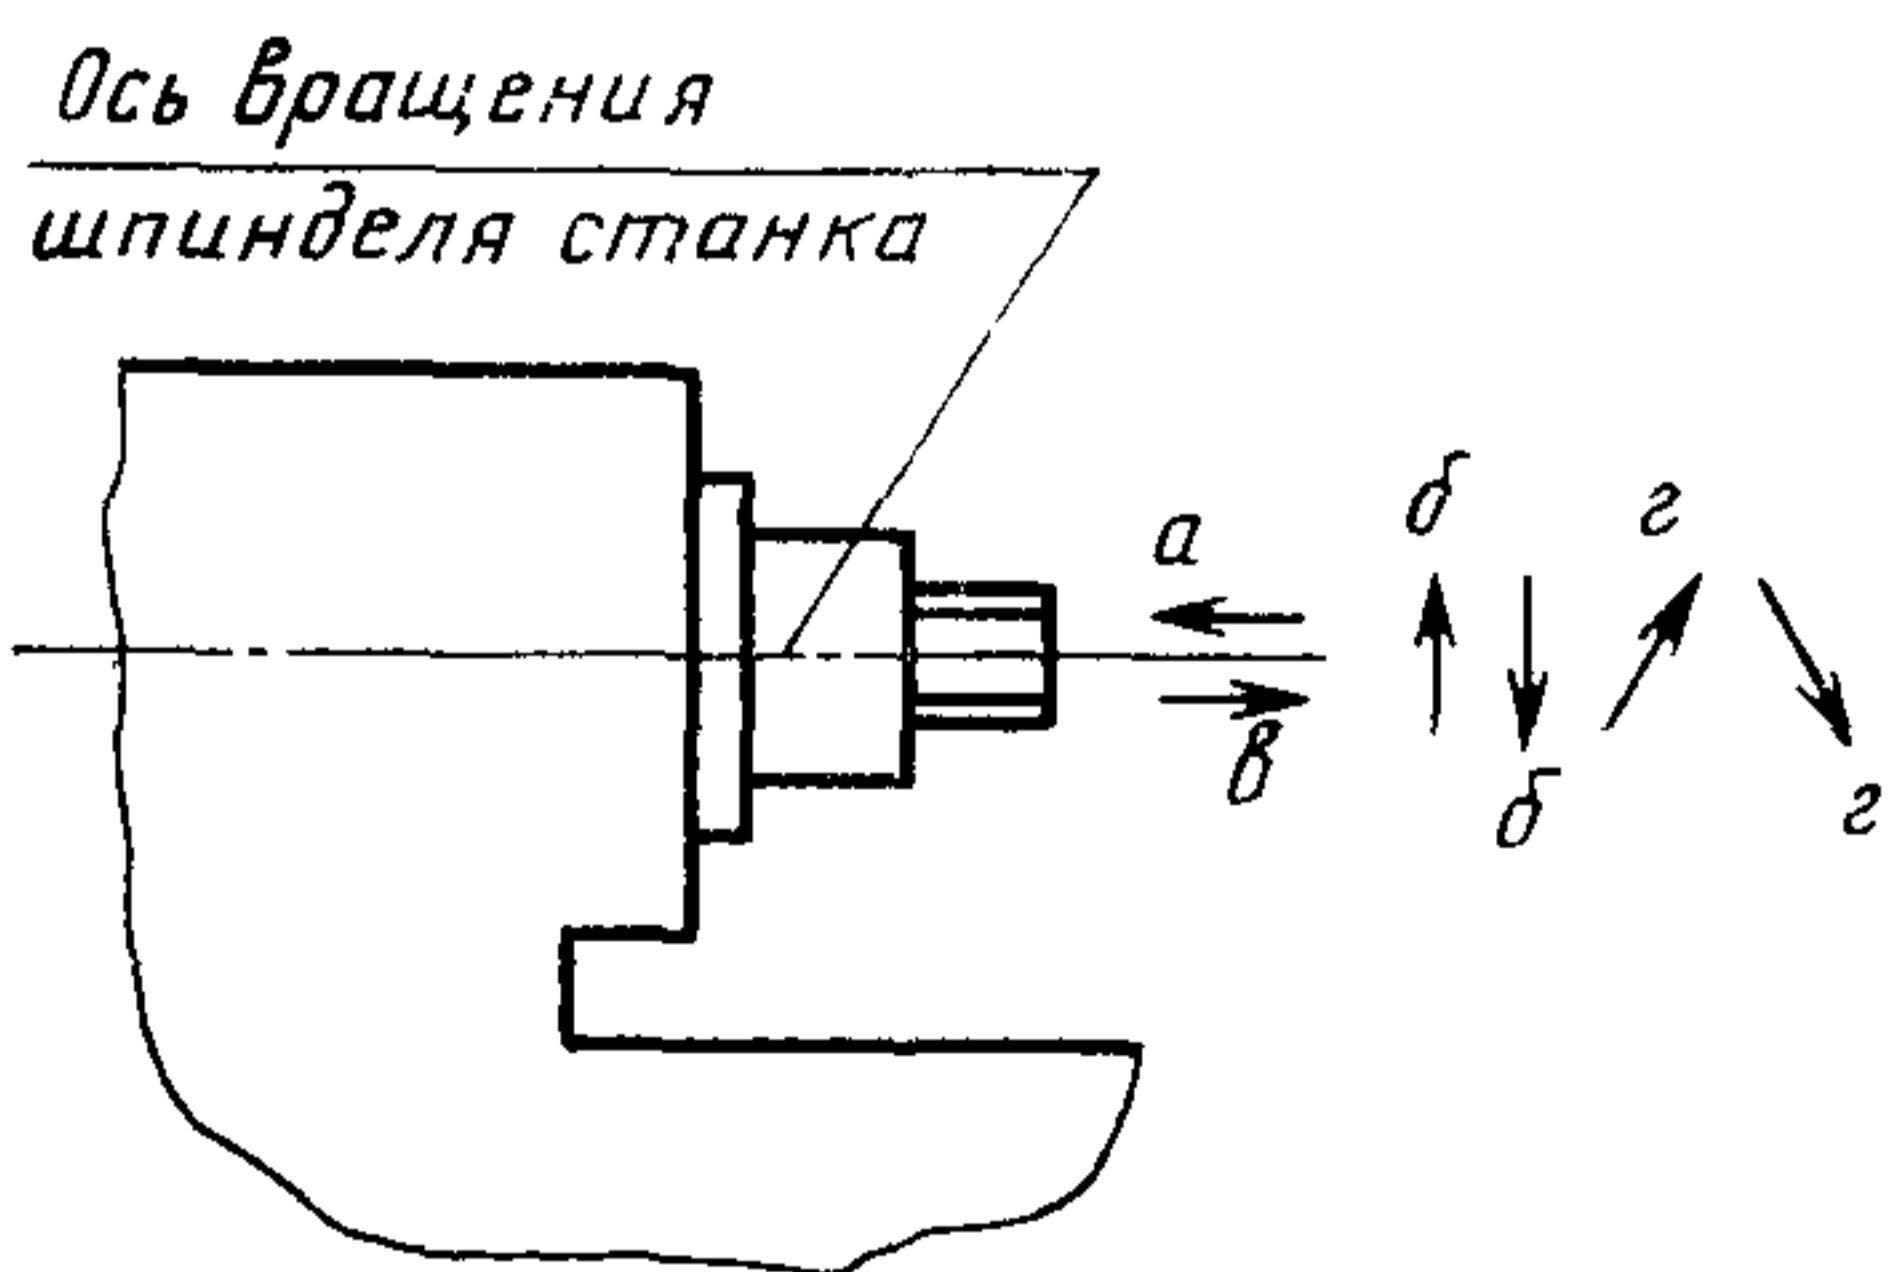 Ось вращения
шпинделя станка
б
г
а
в
б
г